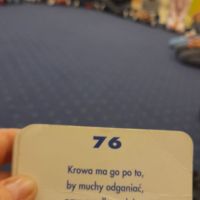 76
Krowa ma go po to,
by muchy odganiać,